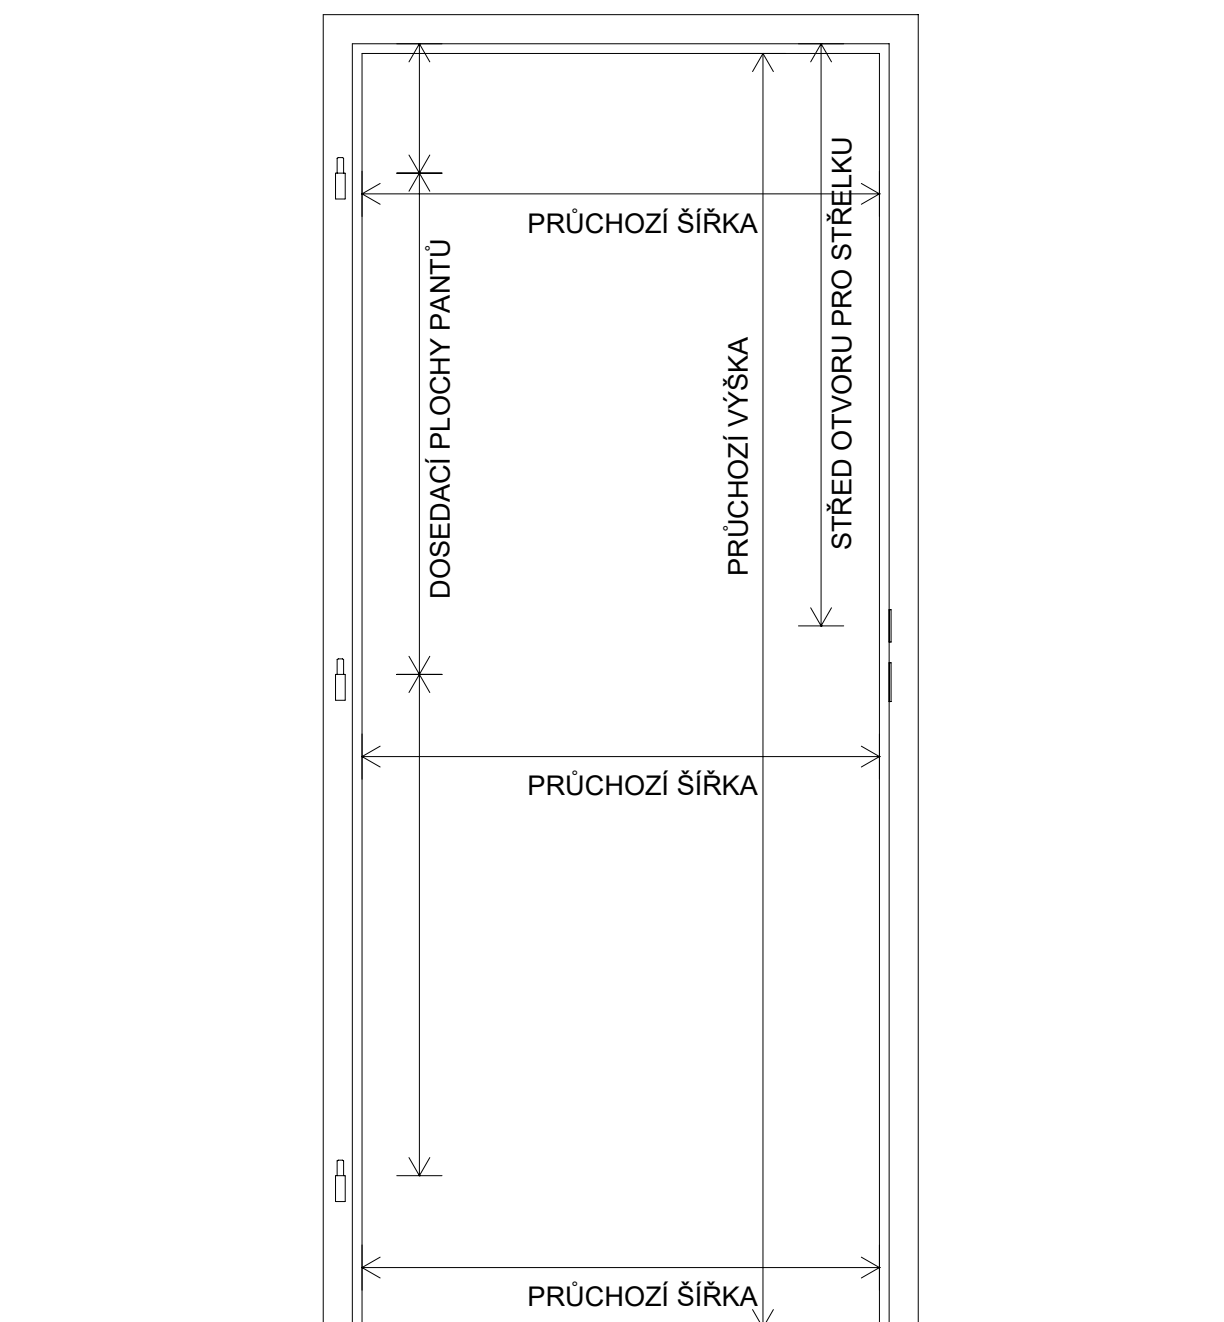 PRŮCHOZÍ ŠÍŘKA
DOSEDACÍ PLOCHY PANTŮ
PRŮCHOZÍ VÝŠKA
STŘED OTVORU PRO STŘELKU
PRŮCHOZÍ ŠÍŘKA
PRŮCHOZÍ ŠÍŘKA